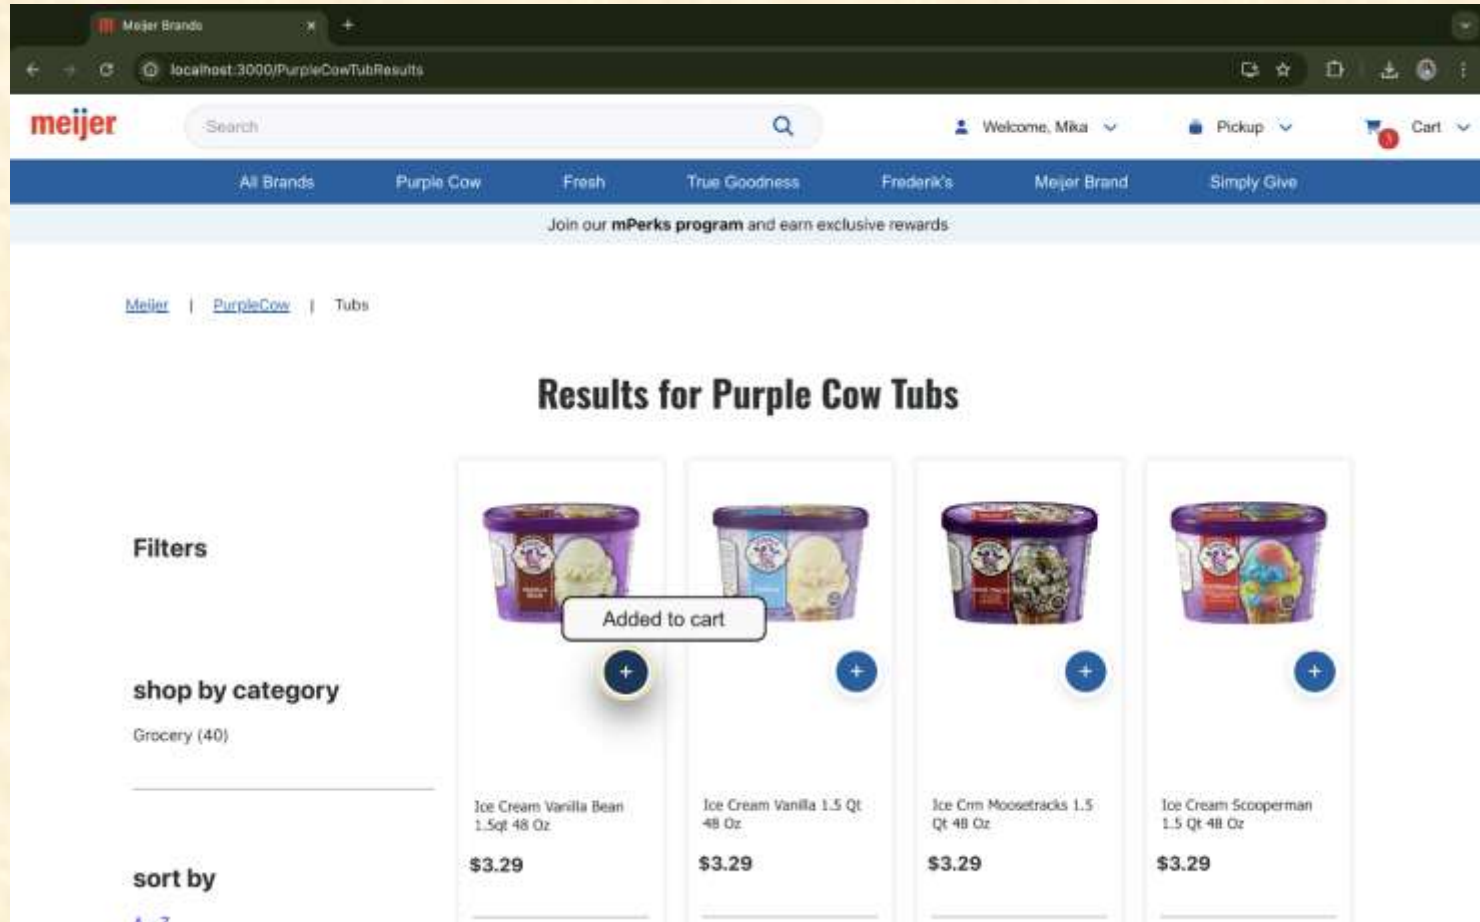 Meijer Brands
localhost:3000/PurpleCowTubResults
meijer
Search
Welcome, Mika
Pickup
Cart
All Brands
Purple Cow
Fresh
True Goodness
Frederik's
Meijer Brand
Simply Give
Join our mPerks program and earn exclusive rewards
Meijer | PurpleCow | Tubs
Results for Purple Cow Tubs
Filters
Added to cart
+
+
+
+
shop by category
Grocery (40)
Ice Cream Vanilla Bean
1.5qt 48 Oz
$3.29
Ice Cream Vanilla 1.5 Qt
48 Oz
$3.29
Ice Crm Moosetracks 1.5
Qt 48 Oz
$3.29
Ice Cream Scooperman
1.5 Qt 48 Oz
$3.29
sort by